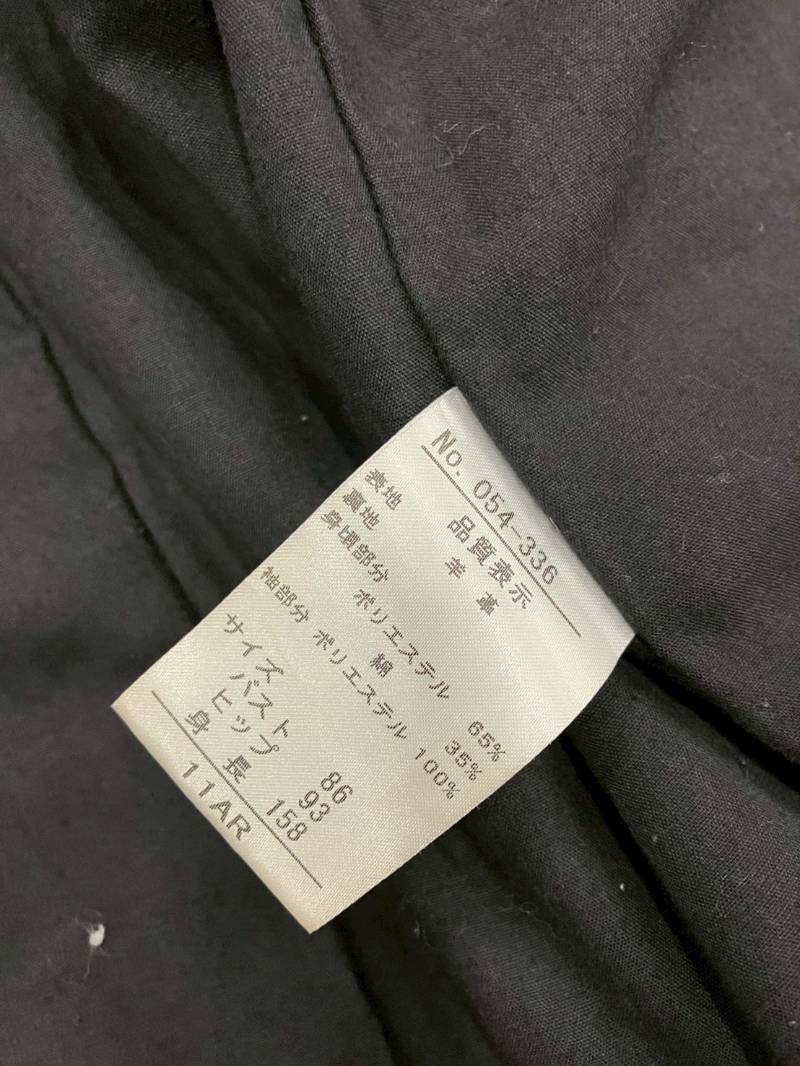 No. 054-336
品質表示
表地 羊革
裏地
身頃部分 ポリエステル 65%
綿 35%
袖部分 ポリエステル 100%
サイズ
バスト 86
ヒップ 93
身長 158
11AR